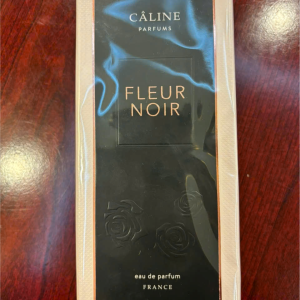 CÂLINE
PARFUMS
FLEUR
NOIR
eau de parfum
FRANCE